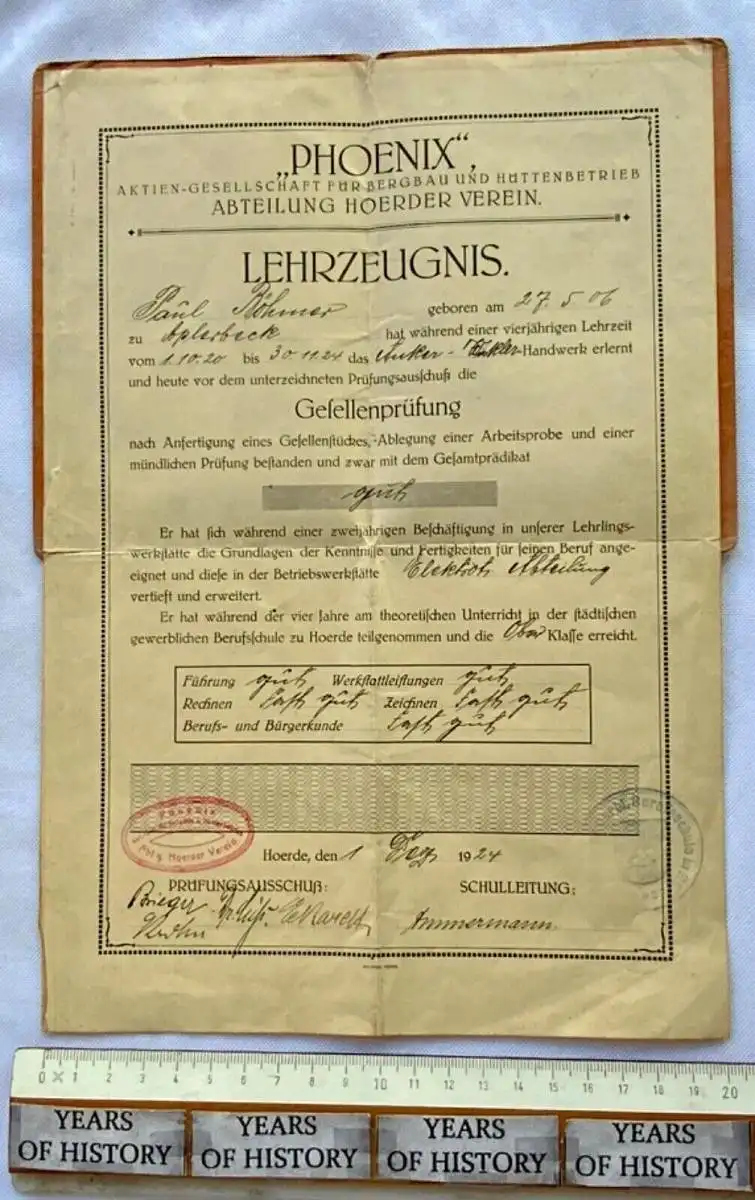 „PHOENIX“,
AKTIEN-GESELLSCHAFT FÜR BERGBAU UND HÜTTENBETRIEB
ABTEILUNG HOERDER VEREIN.
LEHRZEUGNIS.
Paul Böhmer geboren am 27. 5 06
zu Aplerbeck hat während einer vierjährigen Lehrzeit
vom 1.10.20 bis 30.11.24 das Anker-Wickler-Handwerk erlernt
und heute vor dem unterzeichneten Prüfungsausſchuß die
Geſellenprüfung
nach Anfertigung eines Geſellenſtückes, Ablegung einer Arbeitsprobe und einer
mündlichen Prüfung beſtanden und zwar mit dem Geſamtprädikat
gut
Er hat ſich während einer zweijährigen Beſchäftigung in unſerer Lehrlings-
werkſtätte die Grundlagen der Kenntniſſe und Fertigkeiten für ſeinen Beruf ange-
eignet und dieſe in der Betriebswerkſtätte Elektrot. Abteilung
vertieft und erweitert.
Er hat während der vier Jahre am theoretiſchen Unterricht in der ſtädtiſchen
gewerblichen Berufsſchule zu Hoerde teilgenommen und die Ober Klaſſe erreicht.
Führung gut Werkſtattleiſtungen gut
Rechnen faſt gut Zeichnen faſt gut
Berufs- und Bürgerkunde faſt gut
Phoenix
Abt. Hoerder Verein
Hoerde, den 1 Dez 1924
PRÜFUNGSAUSSCHUß: SCHULLEITUNG:
Brieger Eckardt Immermann
0 1 2 3 4 5 6 7 8 9 10 11 12 13 14 15 16 17 18 19 20
YEARS OF HISTORY YEARS OF HISTORY YEARS OF HISTORY YEARS OF HISTORY